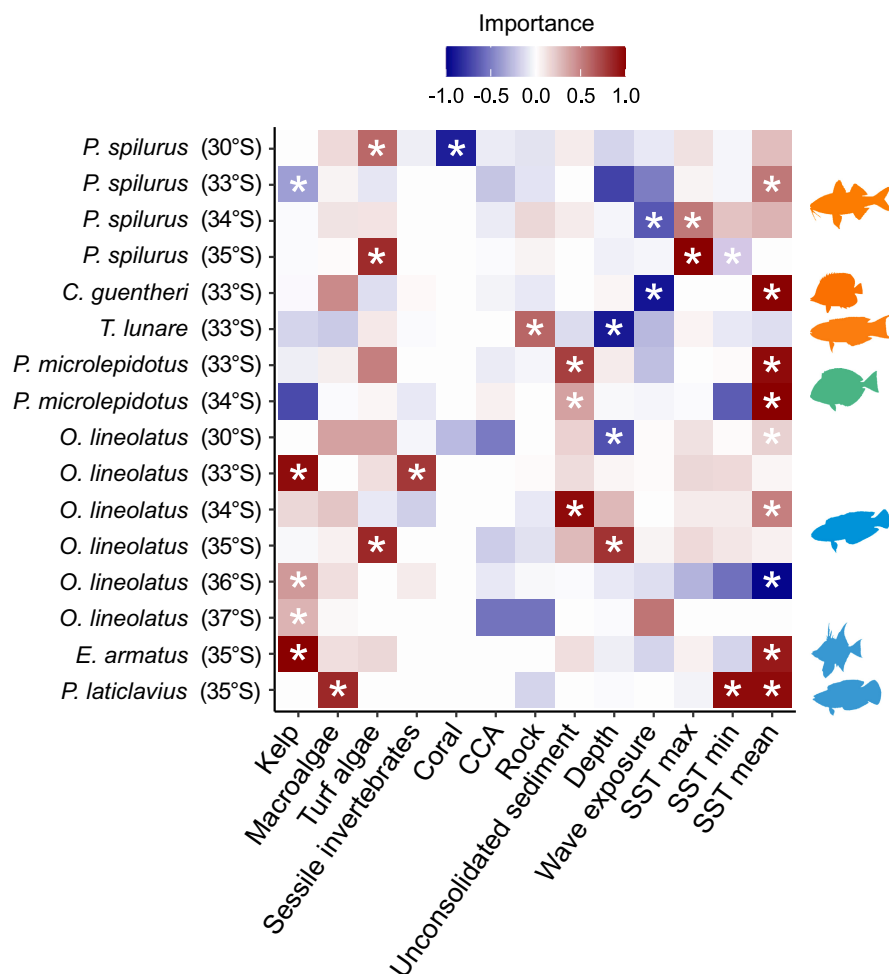 Importance
-1.0 -0.5 0.0 0.5 1.0
P. spilurus (30°S)
P. spilurus (33°S)
P. spilurus (34°S)
P. spilurus (35°S)
C. guentheri (33°S)
T. lunare (33°S)
P. microlepidotus (33°S)
P. microlepidotus (34°S)
O. lineolatus (30°S)
O. lineolatus (33°S)
O. lineolatus (34°S)
O. lineolatus (35°S)
O. lineolatus (36°S)
O. lineolatus (37°S)
E. armatus (35°S)
P. laticlavius (35°S)
Kelp
Macroalgae
Turf algae
Sessile invertebrates
Coral
CCA
Rock
Unconsolidated sediment
Depth
Wave exposure
SST max
SST min
SST mean